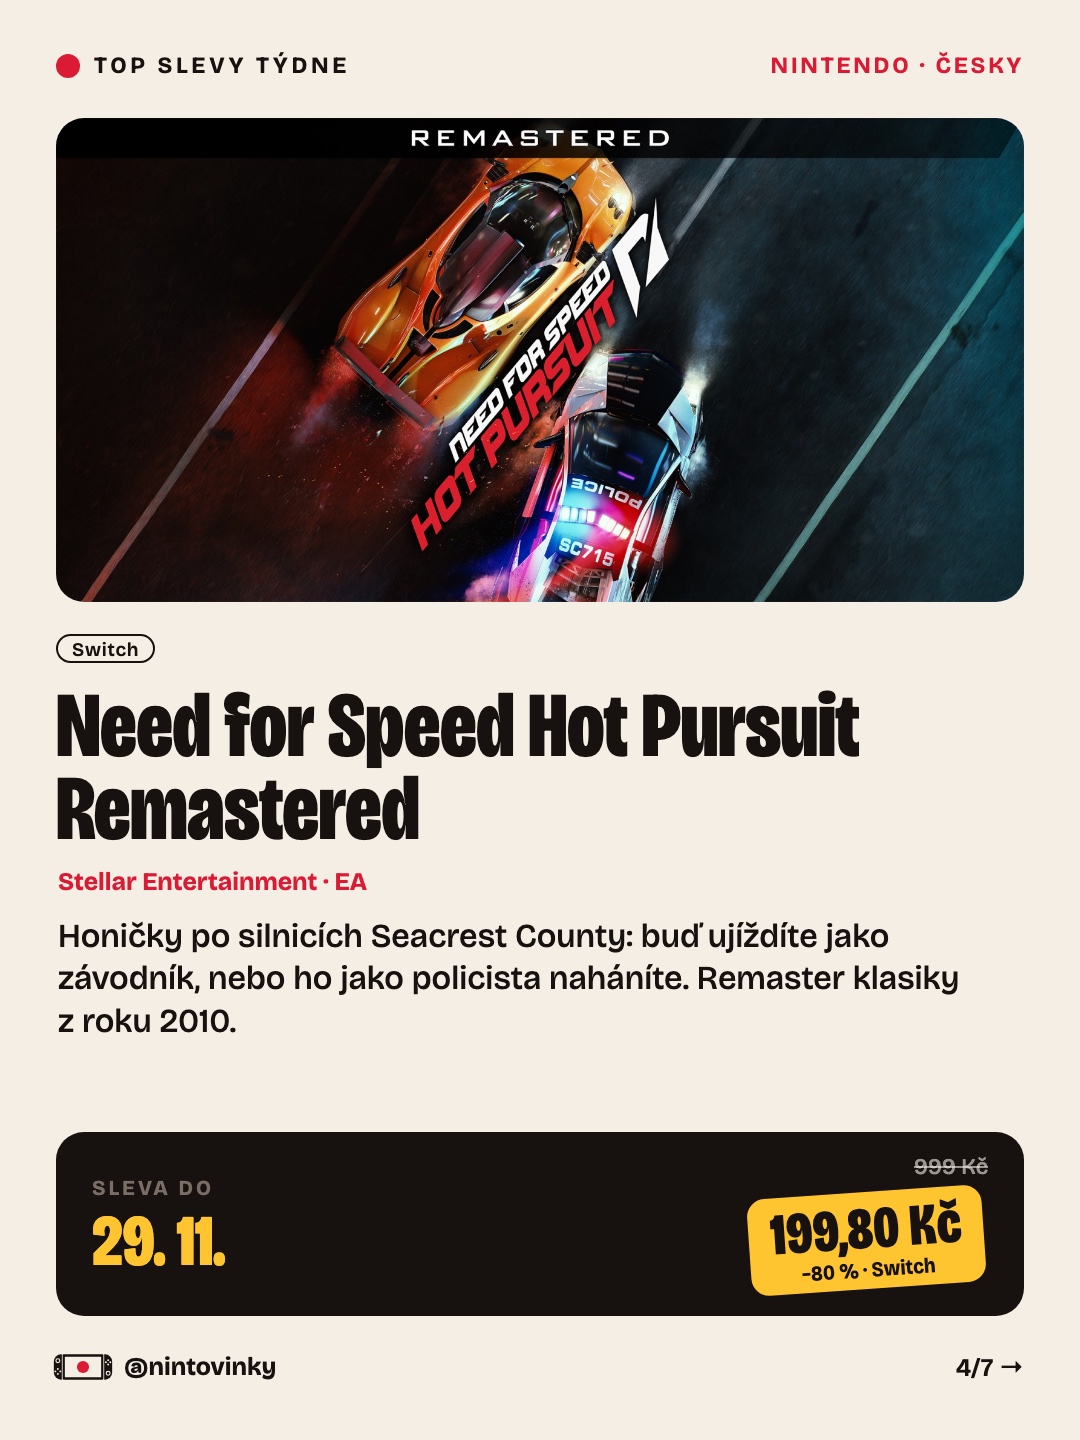 TOP SLEVY TÝDNE
NINTENDO · ČESKY
REMASTERED
NEED FOR SPEED
HOT PURSUIT
POLICE
SC715
Switch
Need for Speed Hot Pursuit
Remastered
Stellar Entertainment · EA
Honičky po silnicích Seacrest County: buď ujíždíte jako
závodník, nebo ho jako policista naháníte. Remaster klasiky
z roku 2010.
SLEVA DO
29. 11.
999 Kč
199,80 Kč
-80 % · Switch
@nintovinky
4/7 →